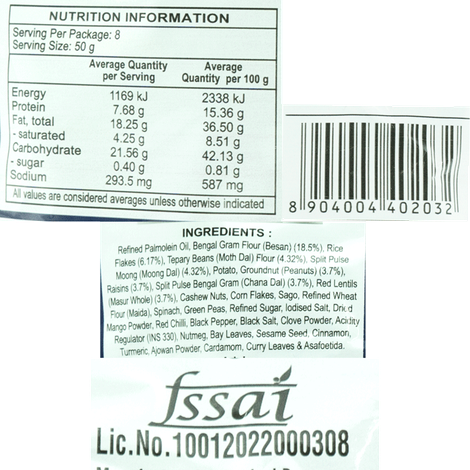 NUTRITION INFORMATION
Serving Per Package: 8
Serving Size: 50 g
Average Quantity per Serving Average Quantity per 100 g
Energy 1169 kJ 2338 kJ
Protein 7.68 g 15.36 g
Fat, total 18.25 g 36.50 g
- saturated 4.25 g 8.51 g
Carbohydrate 21.56 g 42.13 g
- sugar 0.40 g 0.81 g
Sodium 293.5 mg 587 mg
All values are considered averages unless otherwise indicated
8 904004 402032
INGREDIENTS :
Refined Palmolein Oil, Bengal Gram Flour (Besan) (18.5%), Rice
Flakes (6.17%), Tepary Beans (Moth Dal) Flour (4.32%), Split Pulse
Moong (Moong Dal) (4.32%), Potato, Groundnut (Peanuts) (3.7%),
Raisins (3.7%), Split Pulse Bengal Gram (Chana Dal) (3.7%), Red Lentils
(Masur Whole) (3.7%), Cashew Nuts, Corn Flakes, Sago, Refined Wheat
Flour (Maida), Spinach, Green Peas, Refined Sugar, Iodised Salt, Dried
Mango Powder, Red Chilli, Black Pepper, Black Salt, Clove Powder, Acidity
Regulator (INS 330), Nutmeg, Bay Leaves, Sesame Seed, Cinnamon,
Turmeric, Ajowan Powder, Cardamom, Curry Leaves & Asafoetida.
fssai
Lic.No.10012022000308